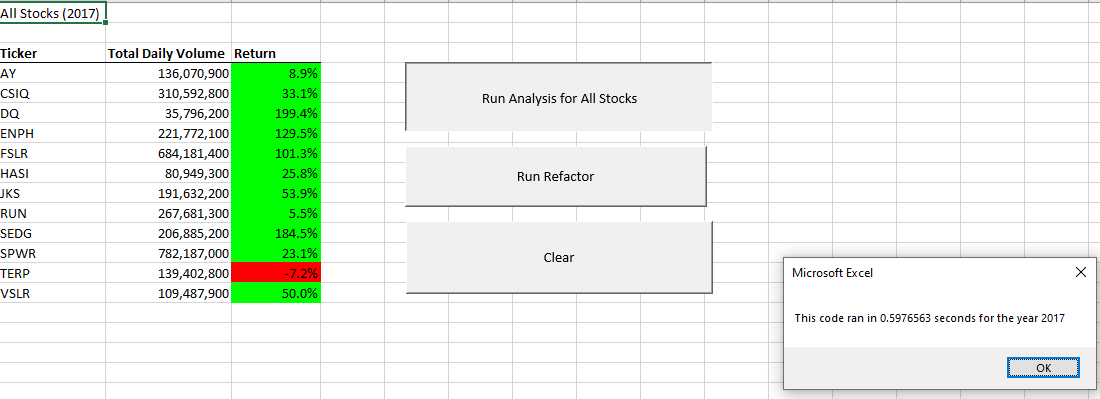 All Stocks (2017)
Ticker Total Daily Volume Return
AY 136,070,900 8.9%
CSIQ 310,592,800 33.1%
DQ 35,796,200 199.4%
ENPH 221,772,100 129.5%
FSLR 684,181,400 101.3%
HASI 80,949,300 25.8%
JKS 191,632,200 53.9%
RUN 267,681,300 5.5%
SEDG 206,885,200 184.5%
SPWR 782,187,000 23.1%
TERP 139,402,800 -7.2%
VSLR 109,487,900 50.0%
Run Analysis for All Stocks
Run Refactor
Clear
Microsoft Excel
This code ran in 0.5976563 seconds for the year 2017
OK